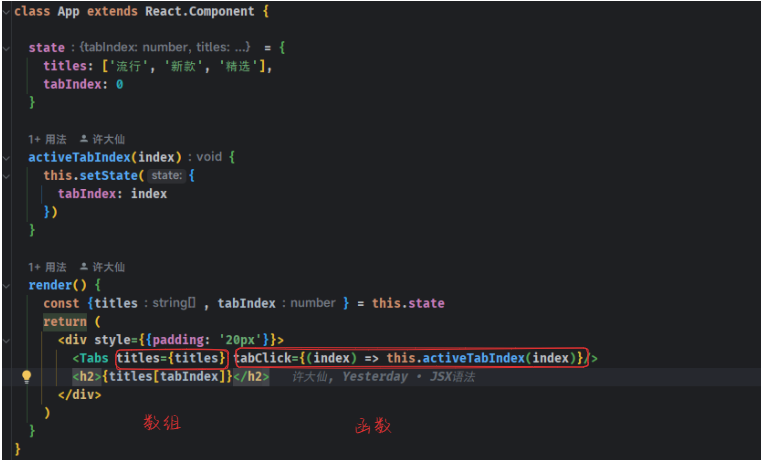 class App extends React.Component {
state : {tabIndex: number, titles: ...} = {
titles: ['流行', '新款', '精选'],
tabIndex: 0
}
1+ 用法 许大仙
activeTabIndex(index) : void {
this.setState( state: {
tabIndex: index
})
}
1+ 用法 许大仙
render() {
const {titles : string[] , tabIndex : number } = this.state
return (
<div style={{padding: '20px'}}>
<Tabs titles={titles} tabClick={(index) => this.activeTabIndex(index)}/>
<h2>{titles[tabIndex]}</h2> 许大仙, Yesterday • JSX语法
</div>
)
数组 函数
}
}